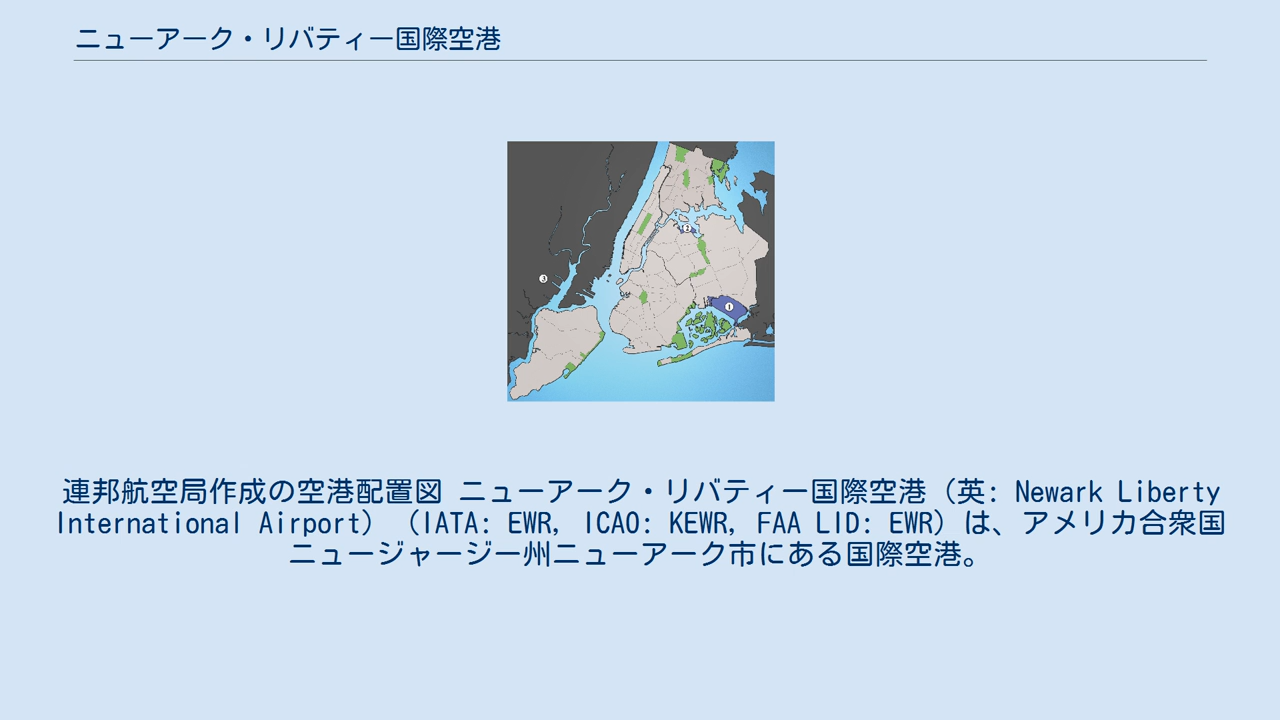 ニューアーク・リバティー国際空港
3
2
1
連邦航空局作成の空港配置図 ニューアーク・リバティー国際空港（英: Newark Liberty
International Airport）（IATA: EWR, ICAO: KEWR, FAA LID: EWR）は、アメリカ合衆国
ニュージャージー州ニューアーク市にある国際空港。